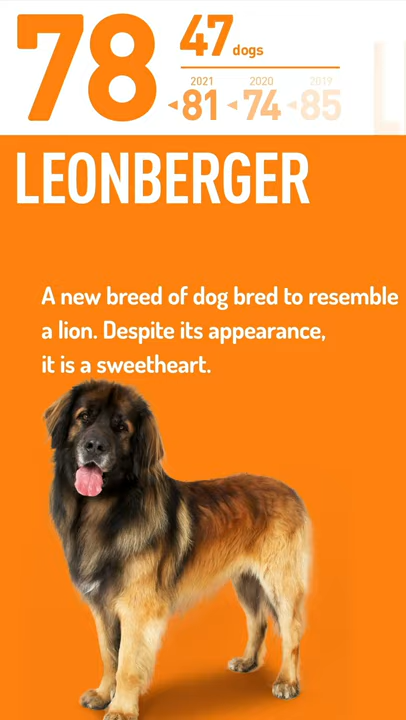 78
47 dogs
2021 2020 2019
◄81 ◄74 ◄85
LEONBERGER
A new breed of dog bred to resemble
a lion. Despite its appearance,
it is a sweetheart.